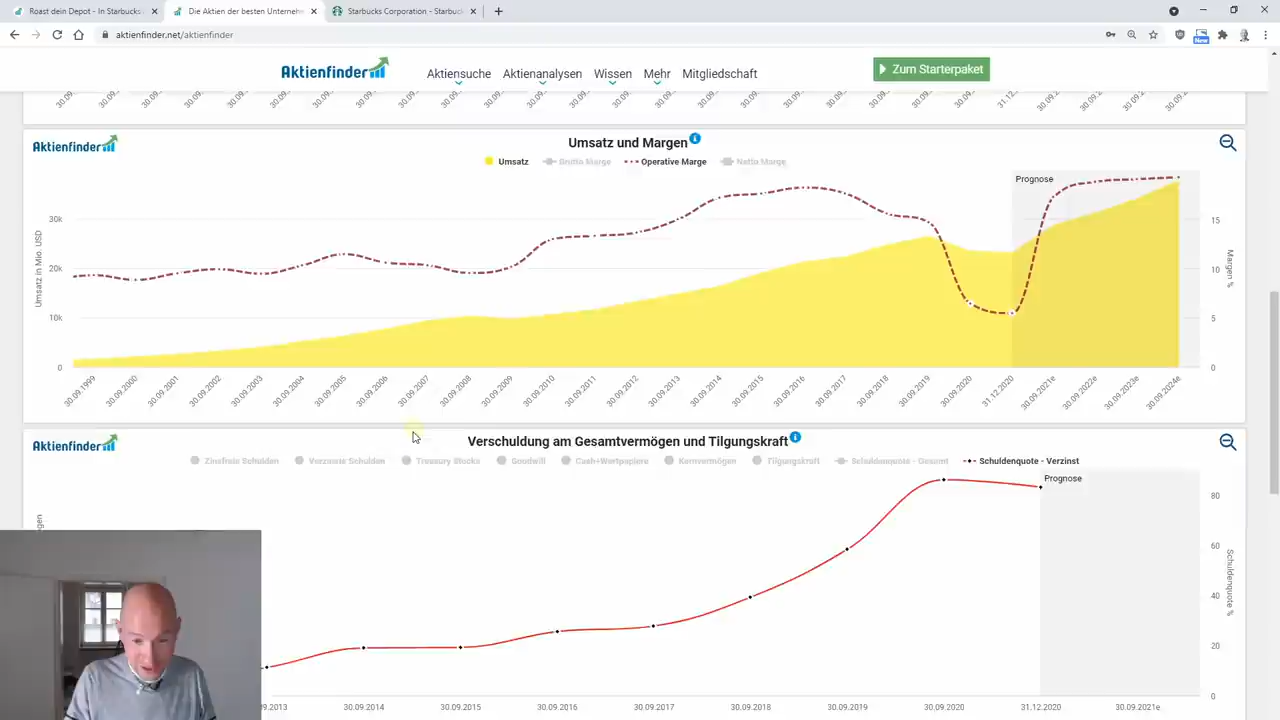 Roast dein Depot - In Starbucks
Die Aktien der besten Unterneh
Starbucks Corporation - Starbuc
aktienfinder.net/aktienfinder
New
Aktienfinder
Aktiensuche
Aktienanalysen
Wissen
Mehr
Mitgliedschaft
Zum Starterpaket
Aktienfinder
Umsatz und Margen
Umsatz
Brutto Marge
Operative Marge
Netto Marge
Prognose
30k
20k
10k
0
Umsatz in Mio. USD
15
10
5
0
Margen %
30.09.1999
30.09.2000
30.09.2001
30.09.2002
30.09.2003
30.09.2004
30.09.2005
30.09.2006
30.09.2007
30.09.2008
30.09.2009
30.09.2010
30.09.2011
30.09.2012
30.09.2013
30.09.2014
30.09.2015
30.09.2016
30.09.2017
30.09.2018
30.09.2019
30.09.2020
31.12.2020
30.09.2021e
30.09.2022e
30.09.2023e
30.09.2024e
Aktienfinder
Verschuldung am Gesamtvermögen und Tilgungskraft
Zinsfreie Schulden
Verzinste Schulden
Treasury Stocks
Goodwill
Cash+Wertpapiere
Kernvermögen
Tilgungskraft
Schuldenquote - Gesamt
Schuldenquote - Verzinst
Prognose
80
60
40
20
0
Schuldenquote %
30.09.2013
30.09.2014
30.09.2015
30.09.2016
30.09.2017
30.09.2018
30.09.2019
30.09.2020
31.12.2020
30.09.2021e